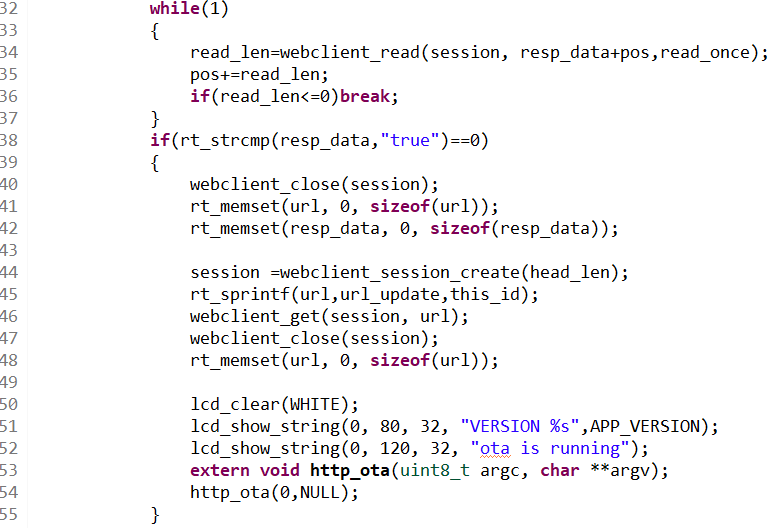 32 while(1)
33 {
34 read_len=webclient_read(session, resp_data+pos,read_once);
35 pos+=read_len;
36 if(read_len<=0)break;
37 }
38 if(rt_strcmp(resp_data,"true")==0)
39 {
40 webclient_close(session);
41 rt_memset(url, 0, sizeof(url));
42 rt_memset(resp_data, 0, sizeof(resp_data));
43
44 session =webclient_session_create(head_len);
45 rt_sprintf(url,url_update,this_id);
46 webclient_get(session, url);
47 webclient_close(session);
48 rt_memset(url, 0, sizeof(url));
49
50 lcd_clear(WHITE);
51 lcd_show_string(0, 80, 32, "VERSION %s",APP_VERSION);
52 lcd_show_string(0, 120, 32, "ota is running");
53 extern void http_ota(uint8_t argc, char **argv);
54 http_ota(0,NULL);
55 }